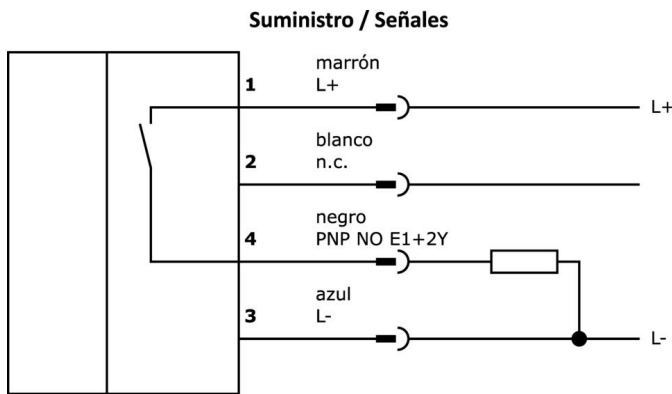 Suministro / Señales
marrón
1 L+
L+
blanco
2 n.c.
negro
4 PNP NO E1+2Y
azul
3 L-
L-